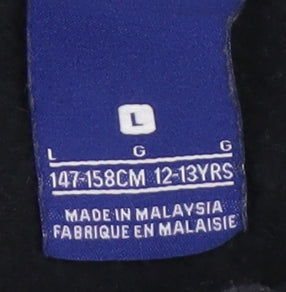 L
L G G
147-158CM 12-13YRS
MADE IN MALAYSIA
FABRIQUE EN MALAISIE